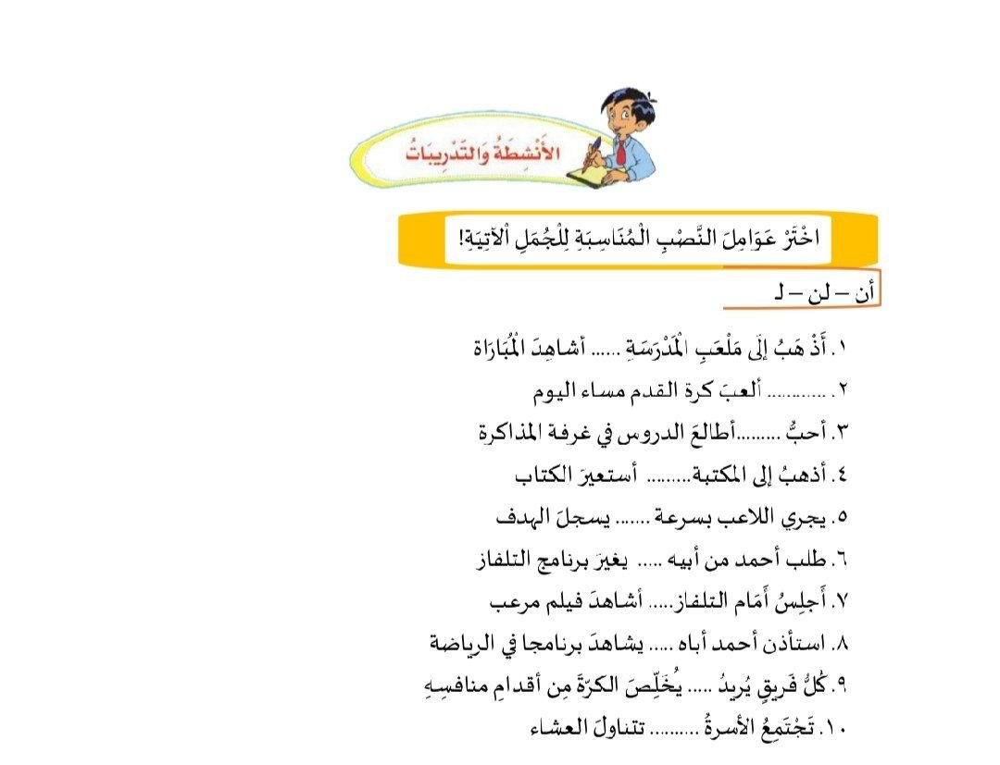 الأَنْشِطَةُ وَالتَّدْرِيبَاتُ
اخْتَرْ عَوَامِلَ النَّصْبِ الْمُنَاسِبَةِ لِلْجُمَلِ الْآتِيَةِ!
أن – لن – لـ
١. أَذْ هَبُ إِلَى مَلْعَبِ الْمَدْرَسَةِ ...... أشاهِدَ الْمُبَارَاة
٢. ............ ألعبَ كرة القدم مساء اليوم
٣. أحبُّ .........أطالعَ الدروس في غرفة المذاكرة
٤. أذهبُ إلى المكتبة......... أستعيرَ الكتاب
٥. يجري اللاعب بسرعة ....... يسجلَ الهدف
٦. طلب أحمد من أبيه ..... يغيرَ برنامج التلفاز
٧. أَجلِسُ أَمَام التلفاز..... أشاهدَ فيلم مرعب
٨. استأذن أحمد أباه ..... يشاهدَ برنامجا في الرياضة
٩. كُلُّ فَرِيقٍ يُرِيدُ ..... يُخَلِّصَ الكرّةَ مِن أقدامِ منافسِهِ
١٠. تَجْتَمِعُ الأسرةُ .......... تتناولَ العشاء